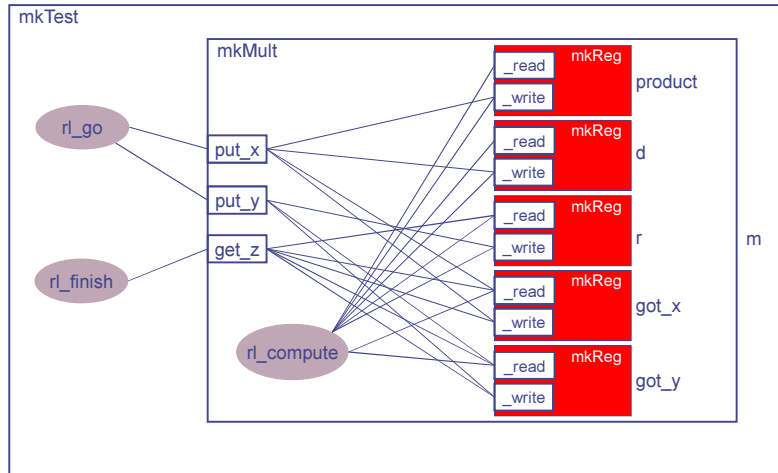 mkTest
mkMult
_read
mkReg
_write
product
rl_go
put_x
_read
mkReg
_write
d
put_y
_read
mkReg
_write
r
m
get_z
rl_finish
_read
mkReg
_write
got_x
rl_compute
_read
mkReg
_write
got_y